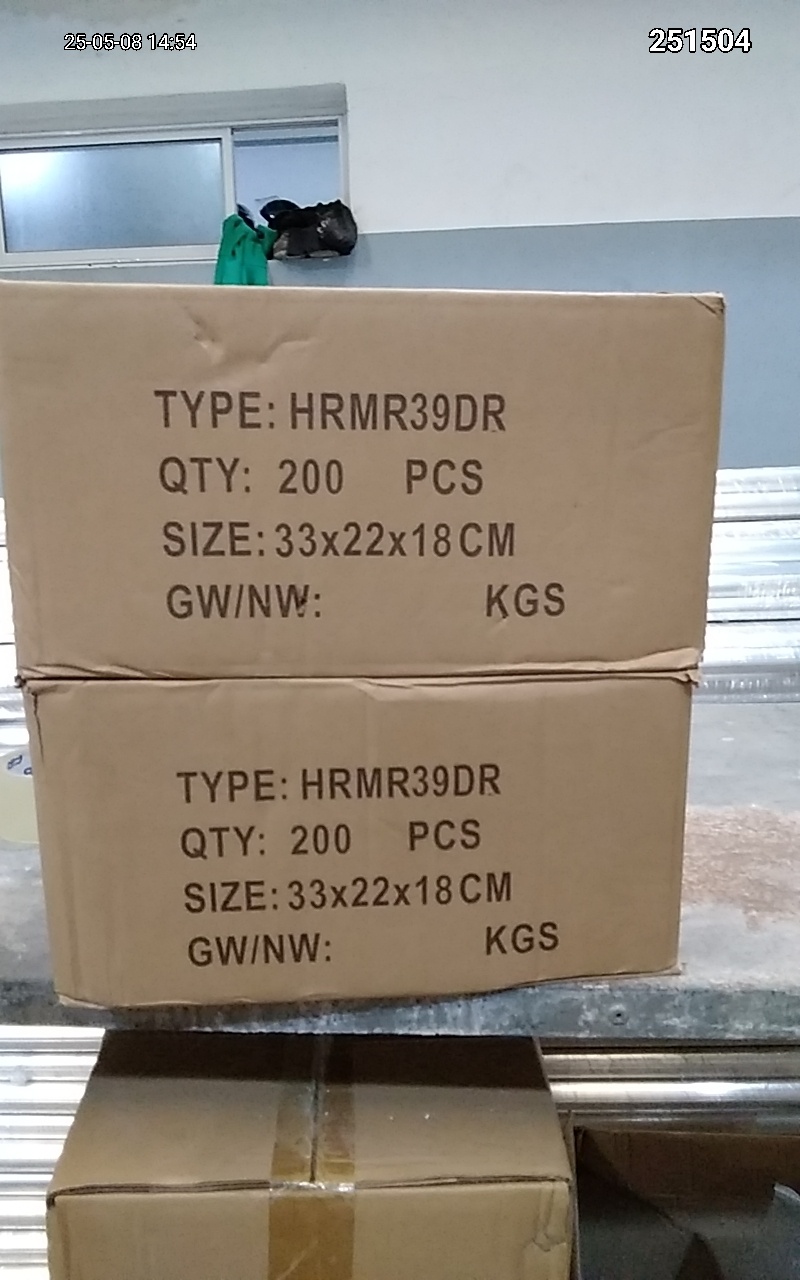 25-05-08 14:54
251504
TYPE: HRMR39DR
QTY: 200 PCS
SIZE: 33x22x18CM
GW/NW: KGS
TYPE: HRMR39DR
QTY: 200 PCS
SIZE: 33x22x18CM
GW/NW: KGS